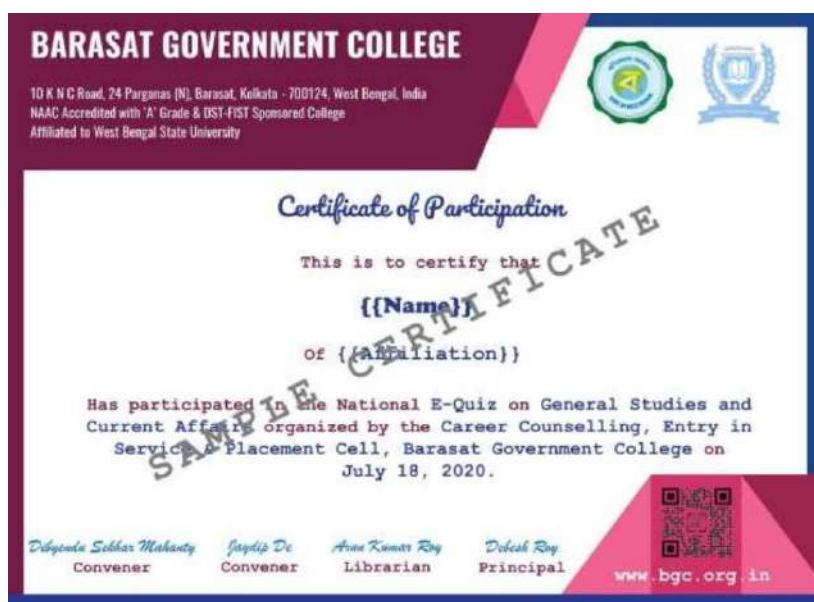 BARASAT GOVERNMENT COLLEGE
10 K N C Road, 24 Parganas (N), Barasat, Kolkata - 700124, West Bengal, India
NAAC Accredited with 'A' Grade & DST-FIST Sponsored College
Affiliated to West Bengal State University
ব
Certificate of Participation
This is to certify that
{{Name}}
of {{Affiliation}}
Has participated in the National E-Quiz on General Studies and
Current Affairs organized by the Career Counselling, Entry in
Service & Placement Cell, Barasat Government College on
July 18, 2020.
SAMPLE CERTIFICATE
Dibyendu Sekhar Mahanty Jaydip De Arun Kumar Roy Debesh Roy
Convener Convener Librarian Principal
www.bgc.org.in